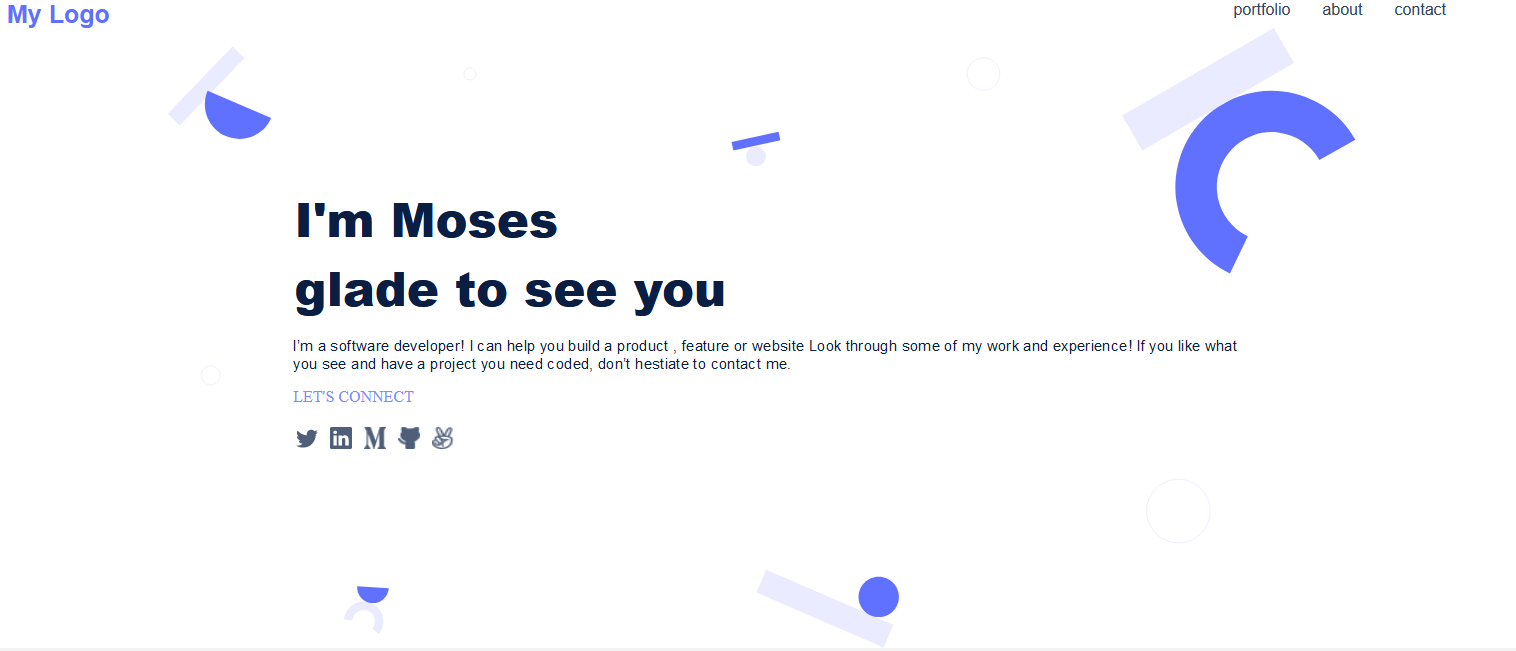 My Logo
portfolio about contact
I'm Moses
glade to see you
I’m a software developer! I can help you build a product , feature or website Look through some of my work and experience! If you like what
you see and have a project you need coded, don’t hestiate to contact me.
LET'S CONNECT